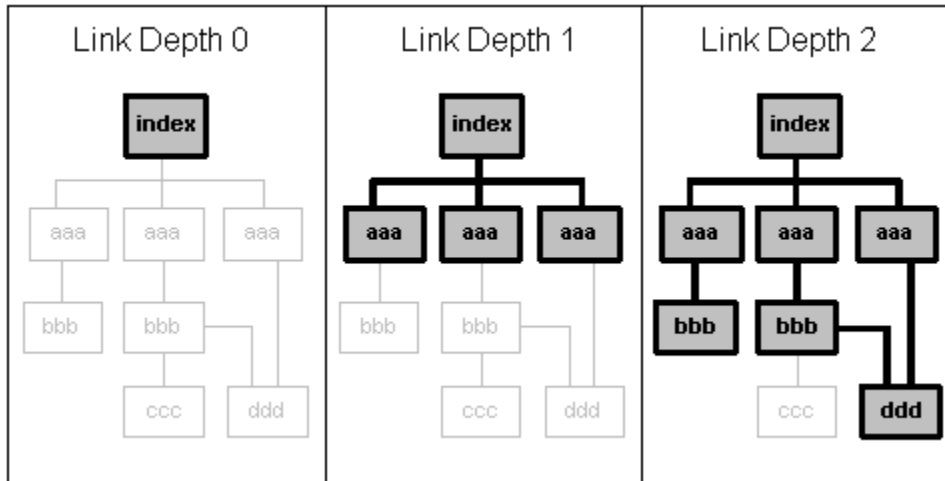 Link Depth 0
index
aaa aaa aaa
bbb bbb
ccc ddd
Link Depth 1
index
aaa aaa aaa
bbb bbb
ccc ddd
Link Depth 2
index
aaa aaa aaa
bbb bbb
ccc ddd